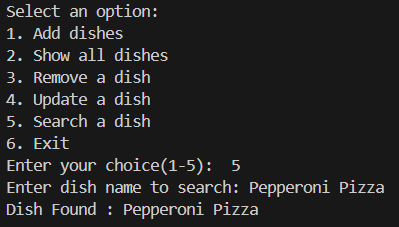 Select an option:
1. Add dishes
2. Show all dishes
3. Remove a dish
4. Update a dish
5. Search a dish
6. Exit
Enter your choice(1-5):  5
Enter dish name to search: Pepperoni Pizza
Dish Found : Pepperoni Pizza